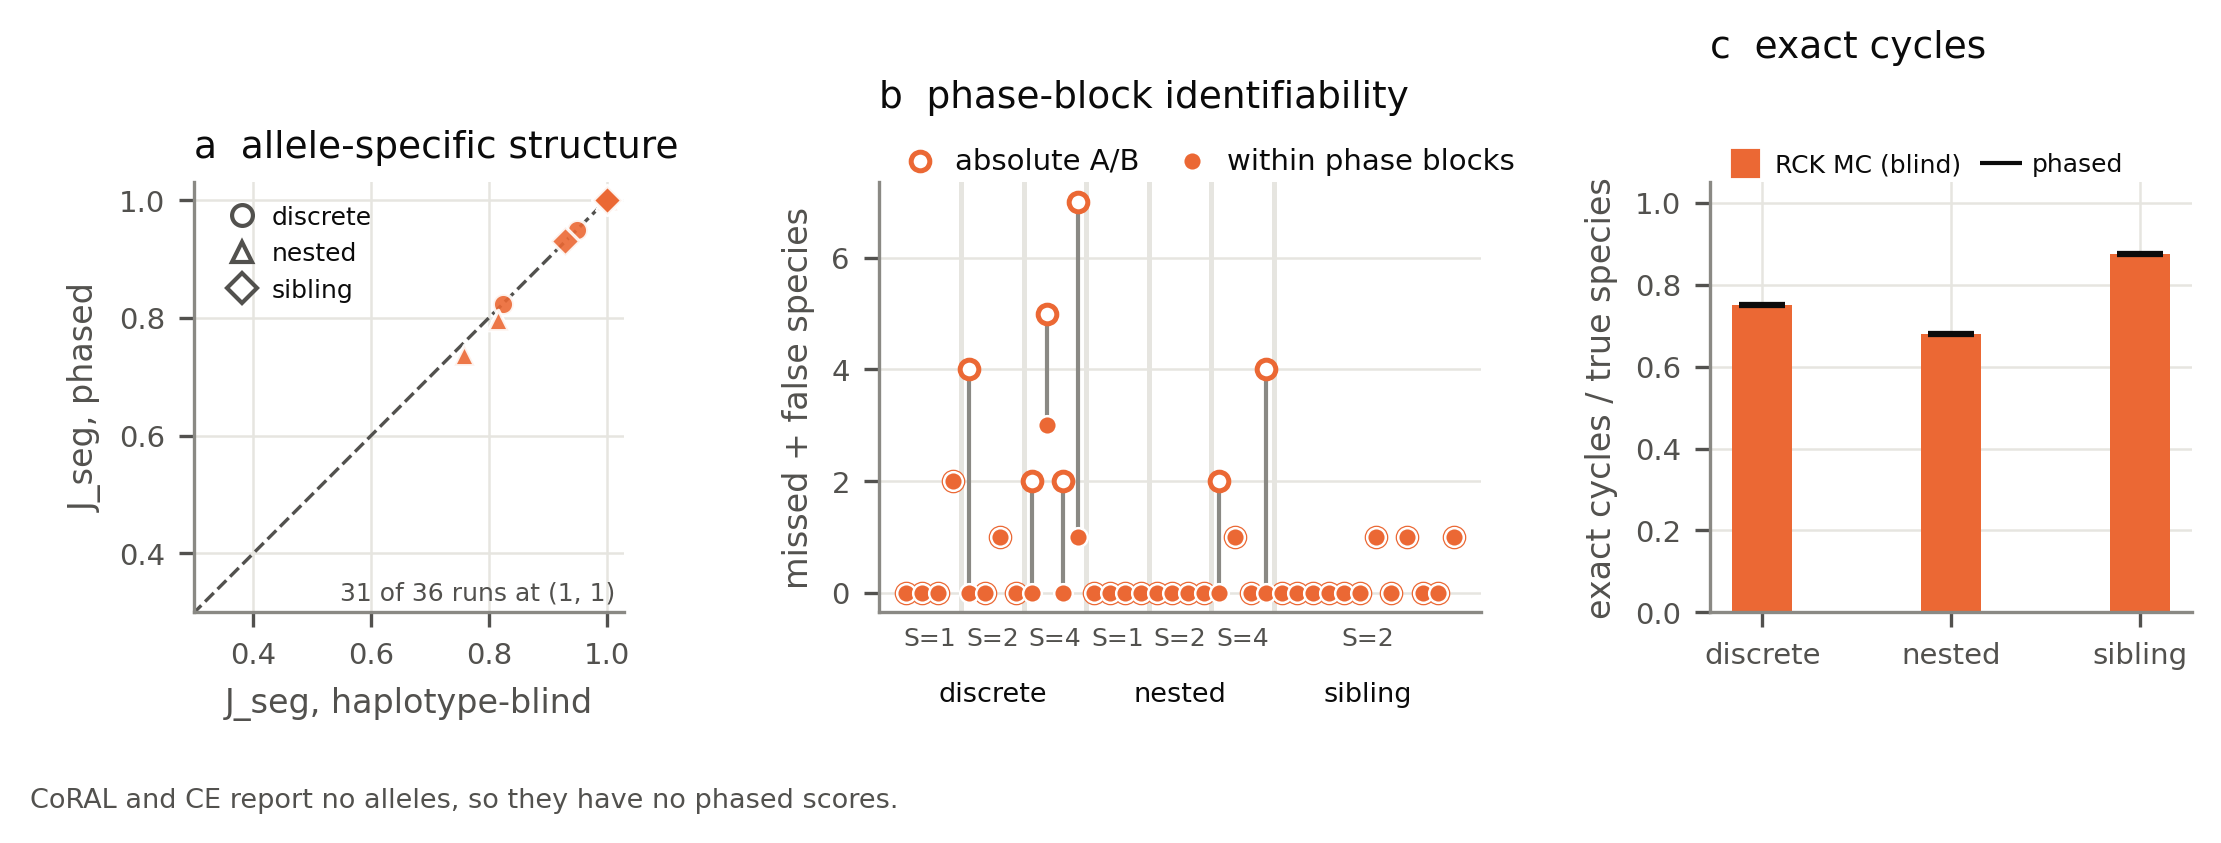 a allele-specific structure
J_seg, phased
1.0
0.8
0.6
0.4
discrete
nested
sibling
31 of 36 runs at (1, 1)
0.4 0.6 0.8 1.0
J_seg, haplotype-blind
b phase-block identifiability
absolute A/B within phase blocks
missed + false species
6
4
2
0
S=1 S=2 S=4 S=1 S=2 S=4 S=2
discrete nested sibling
c exact cycles
RCK MC (blind) phased
exact cycles / true species
1.0
0.8
0.6
0.4
0.2
0.0
discrete nested sibling
CoRAL and CE report no alleles, so they have no phased scores.